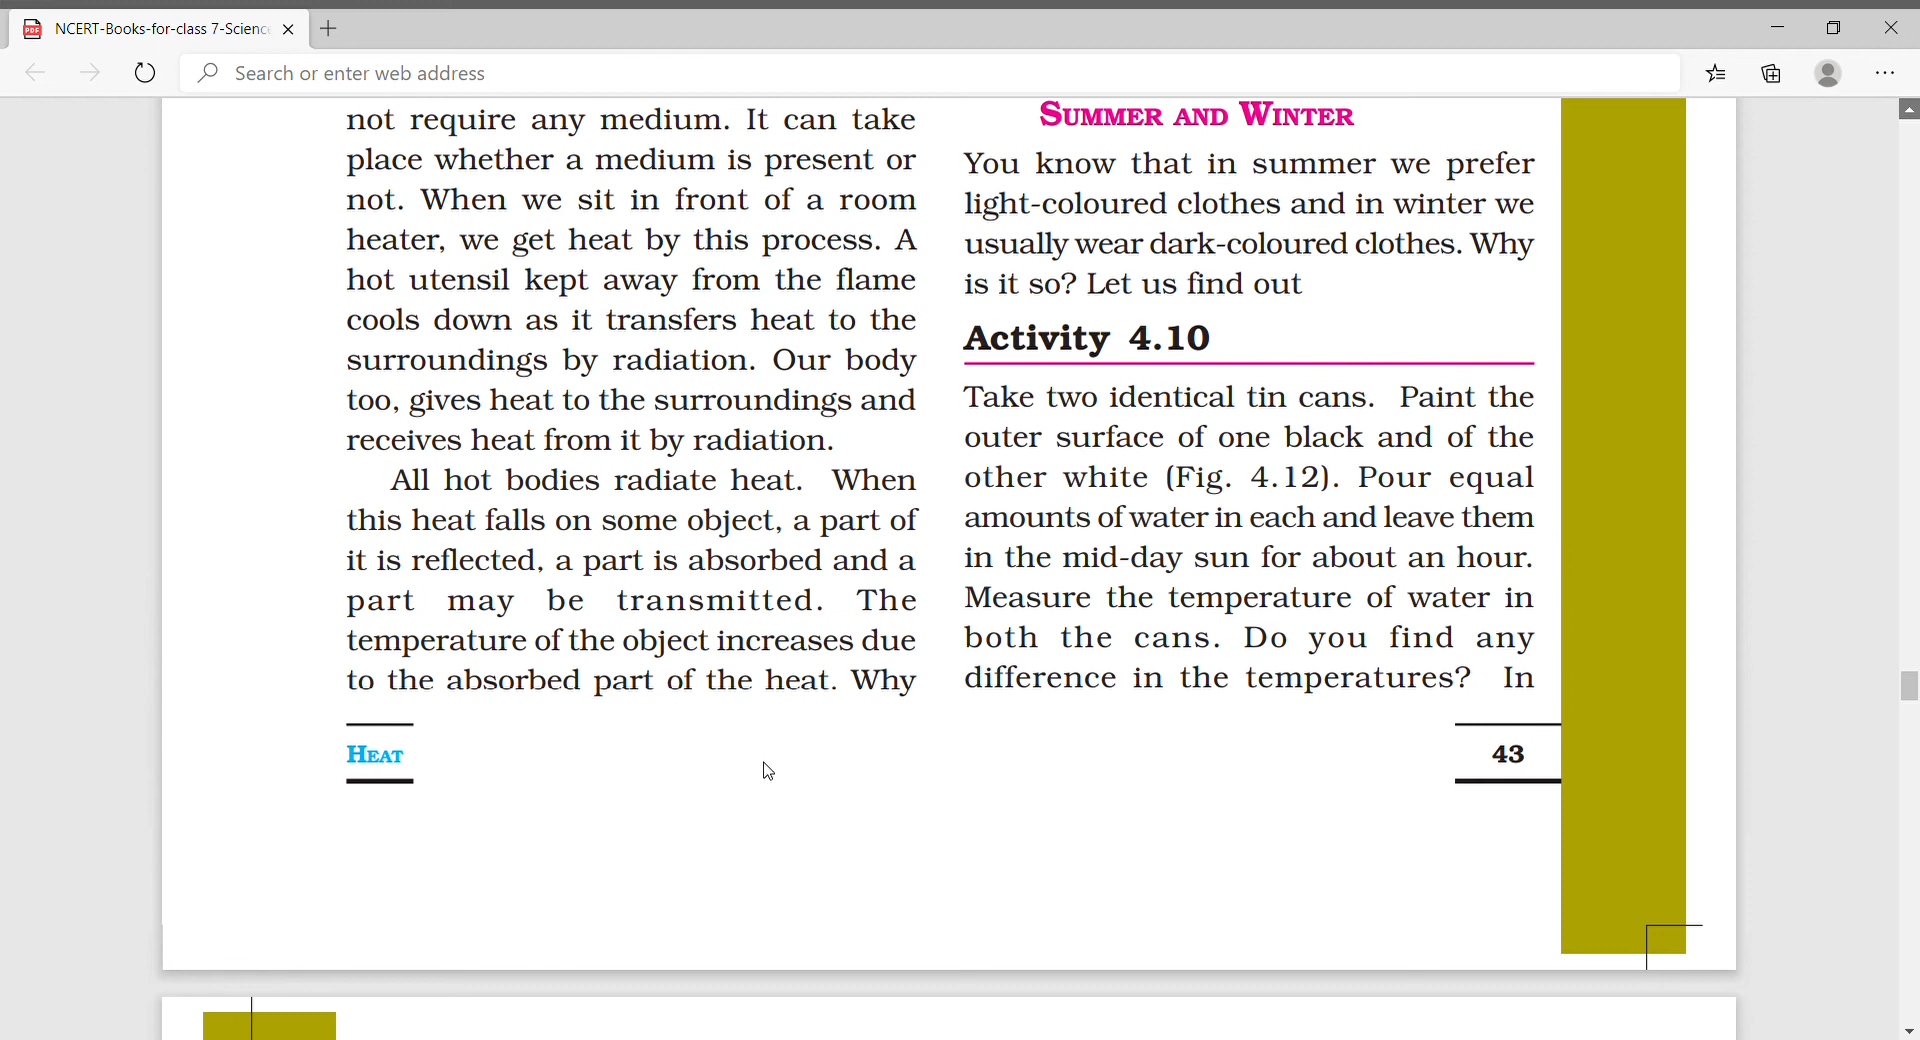 NCERT-Books-for-class 7-Science
Search or enter web address
not require any medium. It can take
place whether a medium is present or
not. When we sit in front of a room
heater, we get heat by this process. A
hot utensil kept away from the flame
cools down as it transfers heat to the
surroundings by radiation. Our body
too, gives heat to the surroundings and
receives heat from it by radiation.
All hot bodies radiate heat. When
this heat falls on some object, a part of
it is reflected, a part is absorbed and a
part may be transmitted. The
temperature of the object increases due
to the absorbed part of the heat. Why
SUMMER AND WINTER
You know that in summer we prefer
light-coloured clothes and in winter we
usually wear dark-coloured clothes. Why
is it so? Let us find out
Activity 4.10
Take two identical tin cans. Paint the
outer surface of one black and of the
other white (Fig. 4.12). Pour equal
amounts of water in each and leave them
in the mid-day sun for about an hour.
Measure the temperature of water in
both the cans. Do you find any
difference in the temperatures? In
HEAT
43